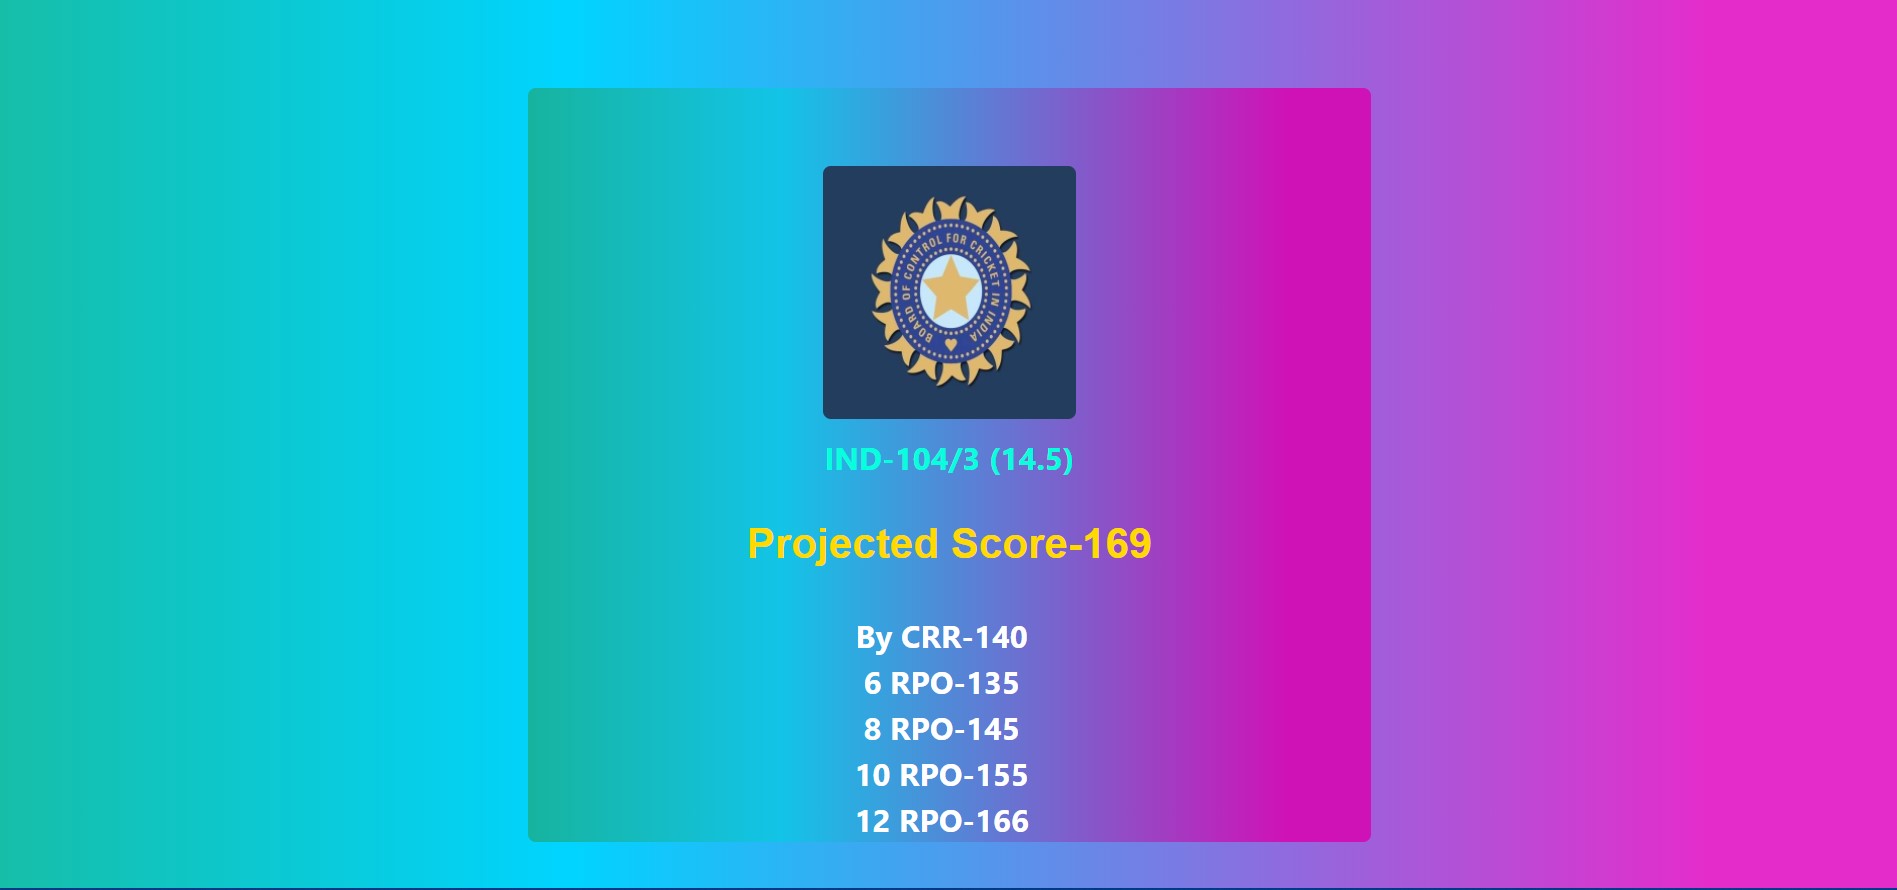 BOARD OF CONTROL FOR CRICKET IN INDIA
IND-104/3 (14.5)
Projected Score-169
By CRR-140
6 RPO-135
8 RPO-145
10 RPO-155
12 RPO-166